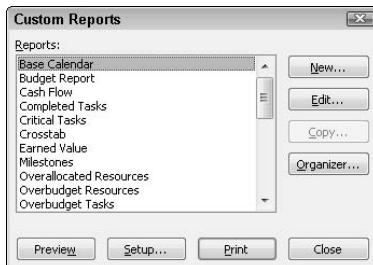 Custom Reports
Reports:
Base Calendar
Budget Report
Cash Flow
Completed Tasks
Critical Tasks
Crosstab
Earned Value
Milestones
Overallocated Resources
Overbudget Resources
Overbudget Tasks
New...
Edit...
Copy...
Organizer...
Preview
Setup...
Print
Close